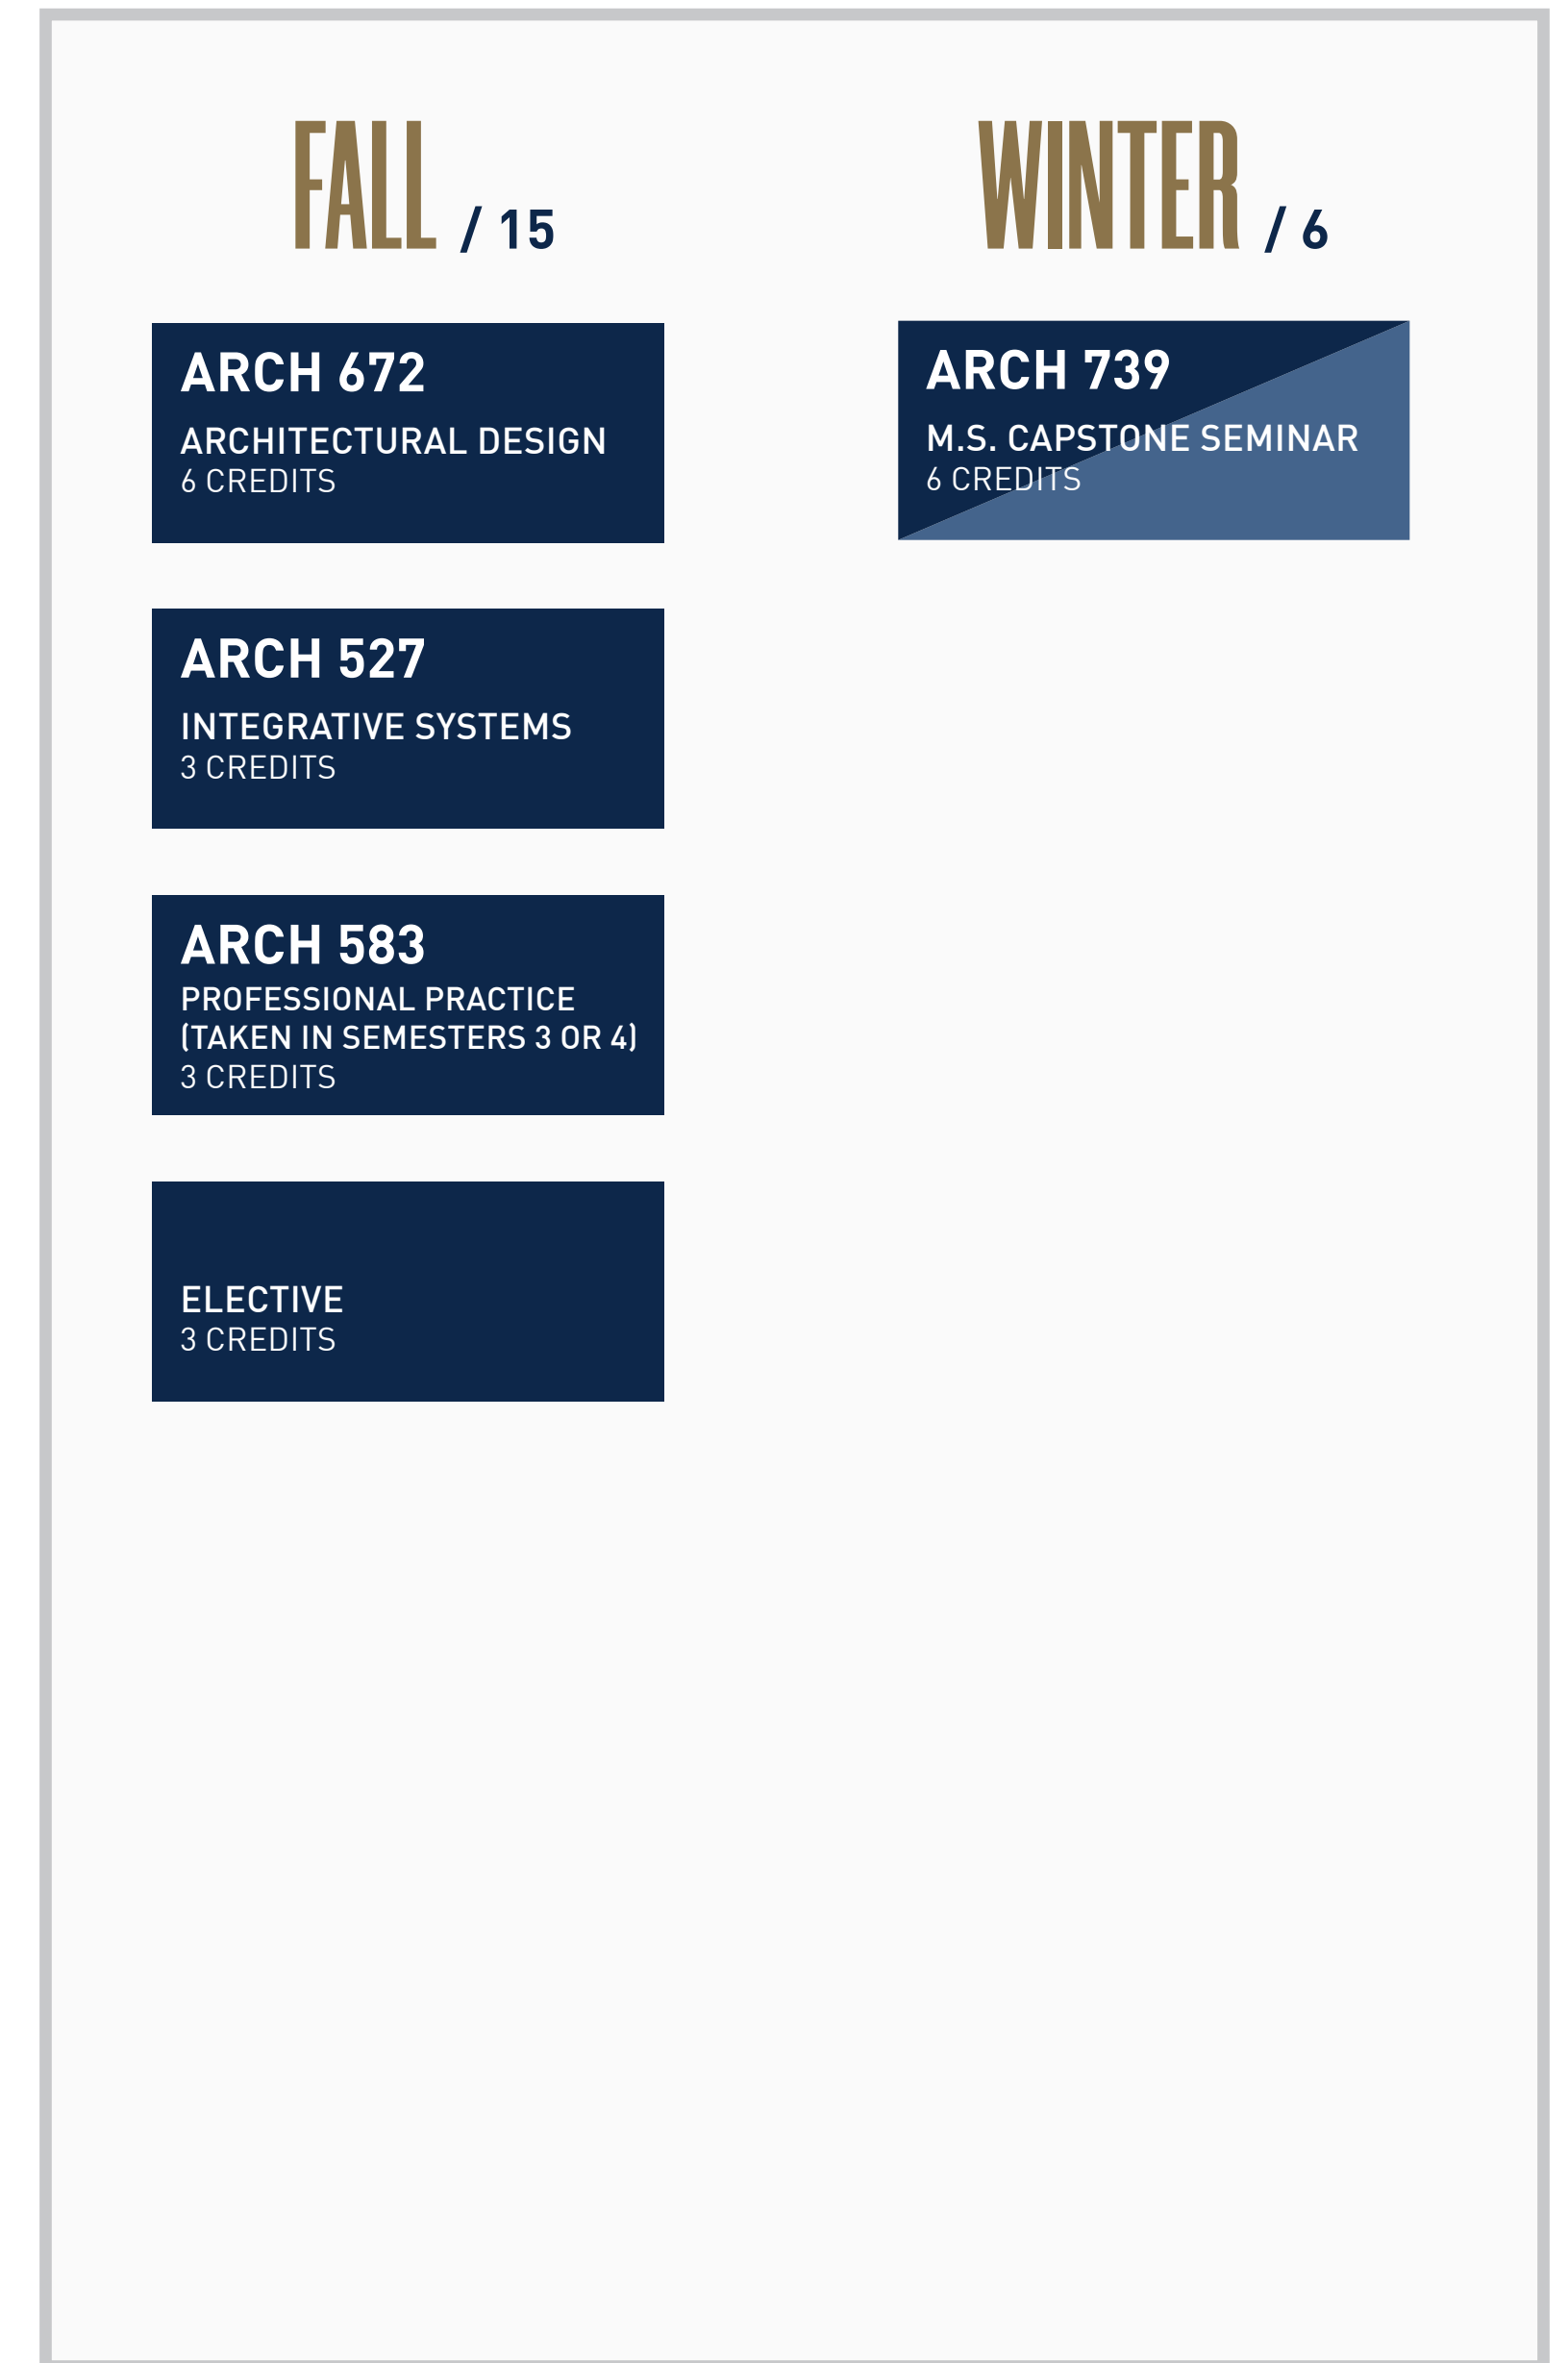 FALL / 15
ARCH 672
ARCHITECTURAL DESIGN
6 CREDITS
ARCH 527
INTEGRATIVE SYSTEMS
3 CREDITS
ARCH 583
PROFESSIONAL PRACTICE
(TAKEN IN SEMESTERS 3 OR 4)
3 CREDITS
ELECTIVE
3 CREDITS
WINTER / 6
ARCH 739
M.S. CAPSTONE SEMINAR
6 CREDITS